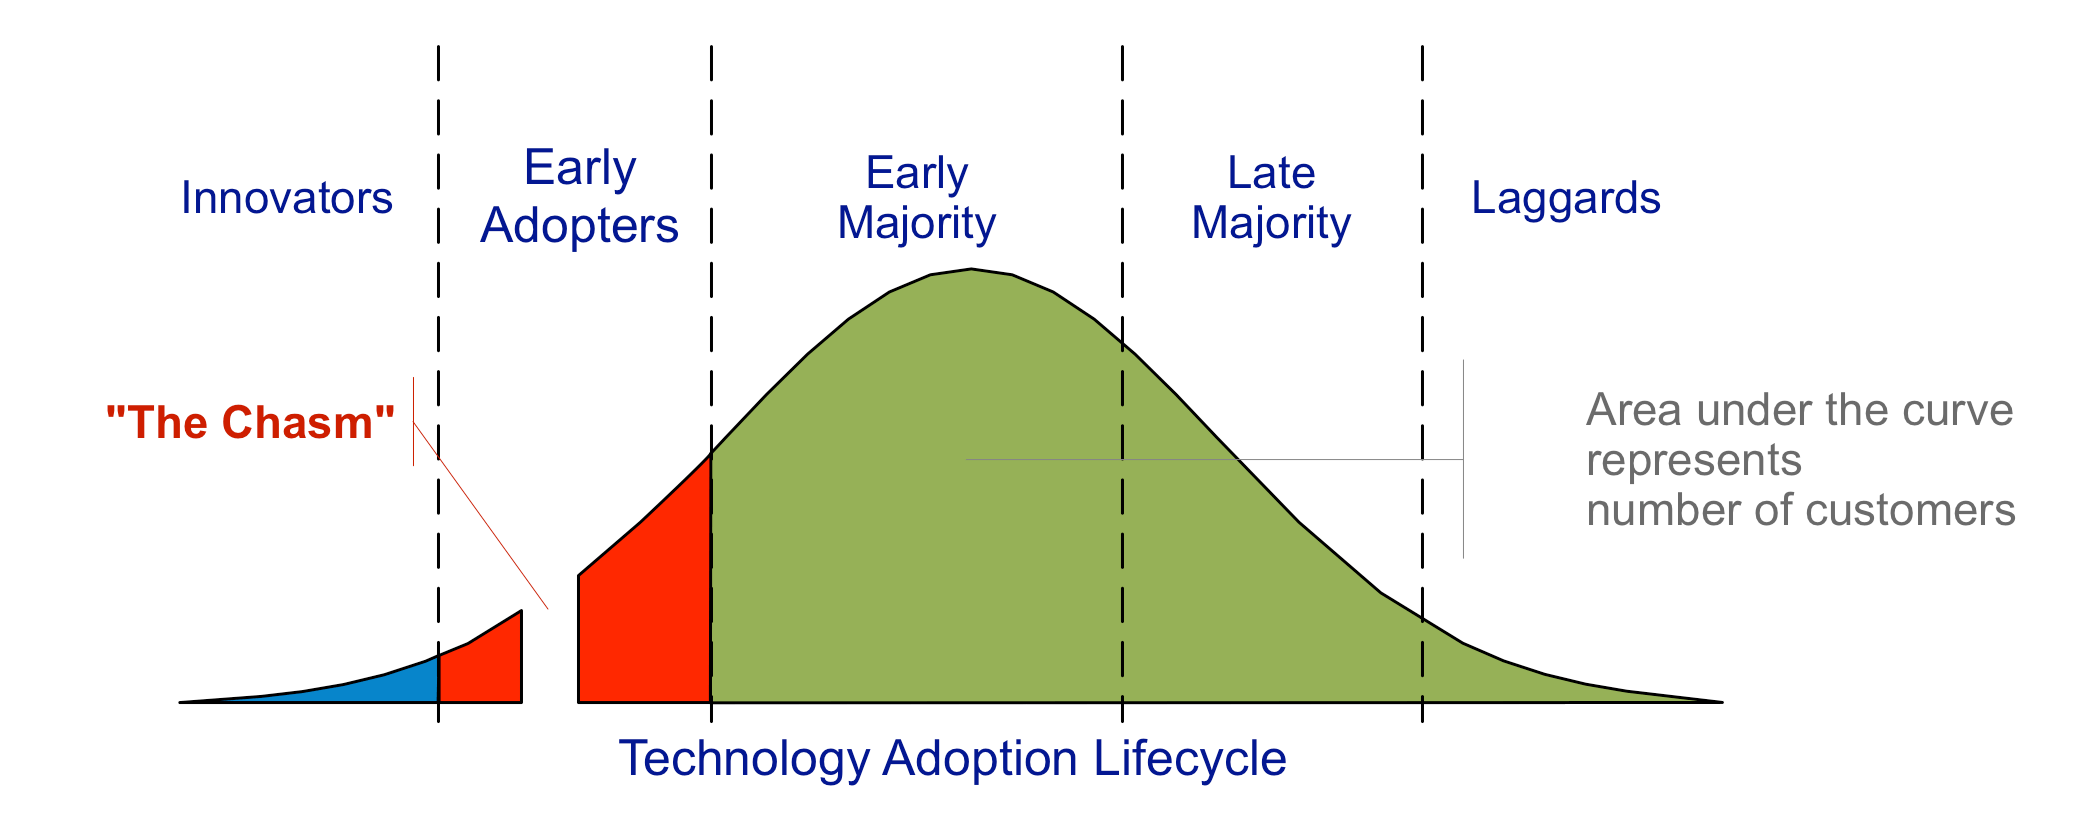 Innovators
Early
Adopters
Early
Majority
Late
Majority
Laggards
"The Chasm"
Area under the curve
represents
number of customers
Technology Adoption Lifecycle